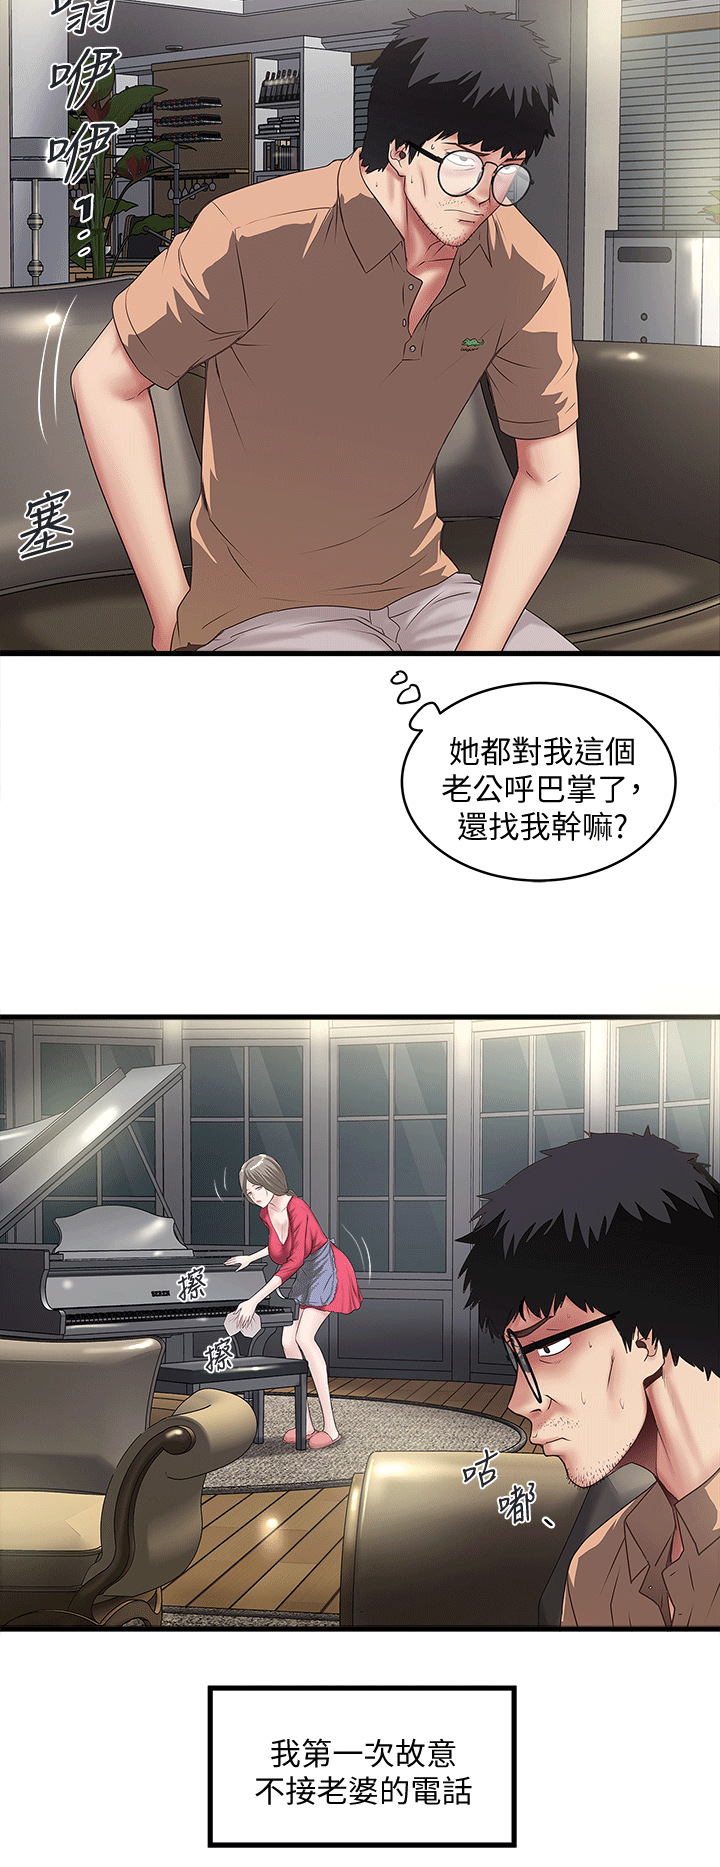 嗡
咿
咿
塞
她都對我這個
老公呼巴掌了,
還找我幹嘛?
擦
擦
咕
嘟、
我第一次故意
不接老婆的電話